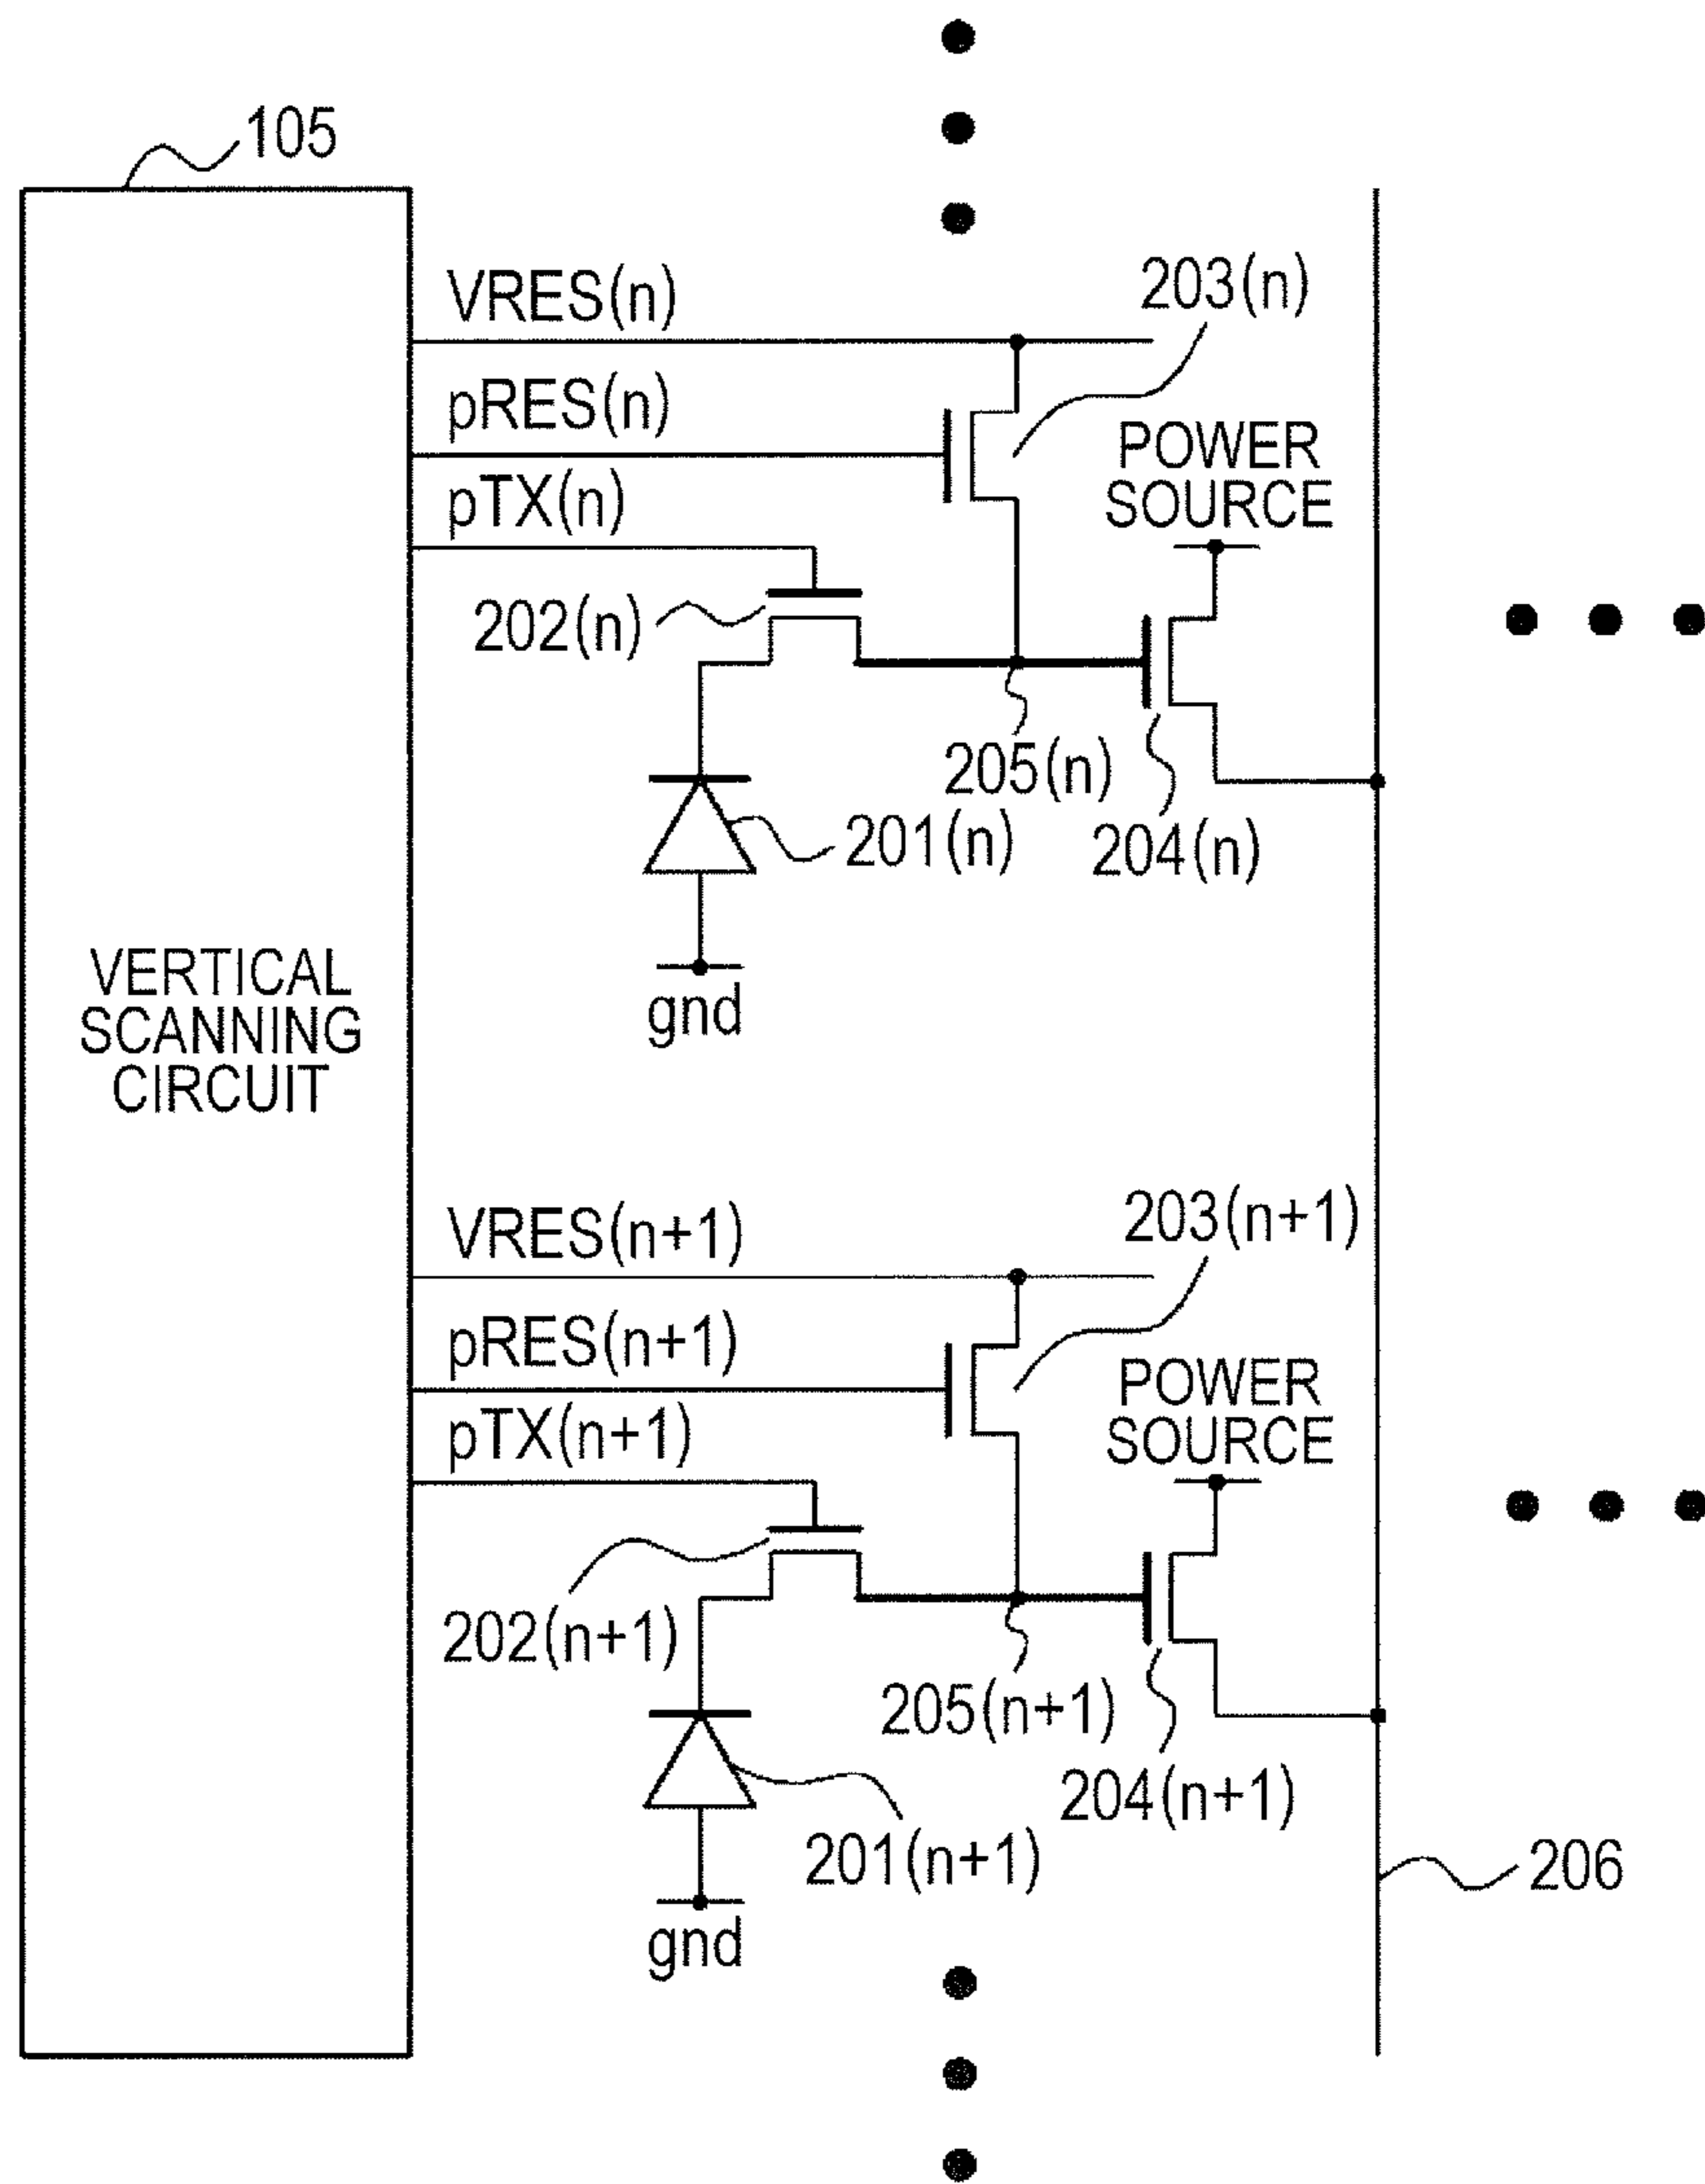 105
VRES(n)
203(n)
pRES(n)
POWER
SOURCE
pTX(n)
202(n)
205(n)
201(n)
204(n)
gnd
VERTICAL
SCANNING
CIRCUIT
VRES(n+1)
203(n+1)
pRES(n+1)
POWER
SOURCE
pTX(n+1)
202(n+1)
205(n+1)
204(n+1)
201(n+1)
206
gnd